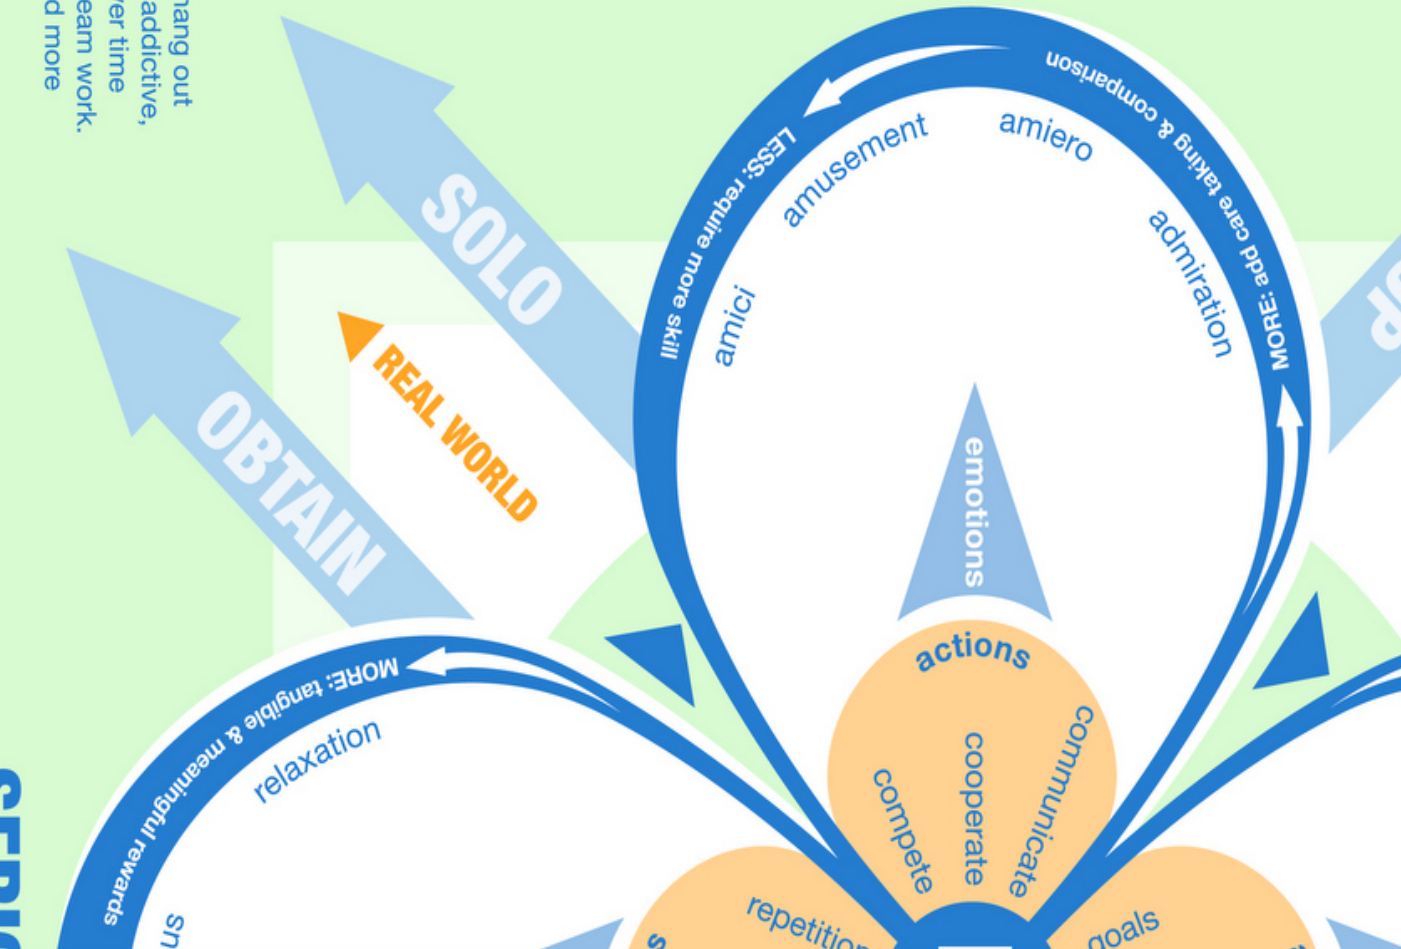 hang out
addictive,
er time
eam work.
d more
SOLO
OBTAIN
REAL WORLD
LESS: require more skill
MORE: add care taking & comparison
amici
amusement
amiero
admiration
emotions
actions
compete
cooperate
communicate
MORE: tangible & meaningful rewards
relaxation
repetition
goals